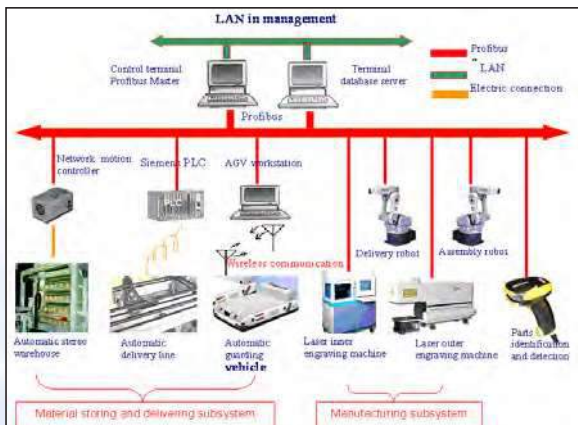 LAN in management
Control terminal
Profibus Master
Terminal
database server
Profibus
LAN
Electric connection
Profibus
Network motion
controller
Siemens PLC
AGV workstation
PLC
Wireless communication
Delivery robot
Assembly robot
Automatic stereo
warehouse
Automatic
delivery line
Automatic
guarding
vehicle
Laser inner
engraving machine
Laser outer
engraving machine
Parts
identification
and detection
Material storing and delivering subsystem
Manufacturing subsystem